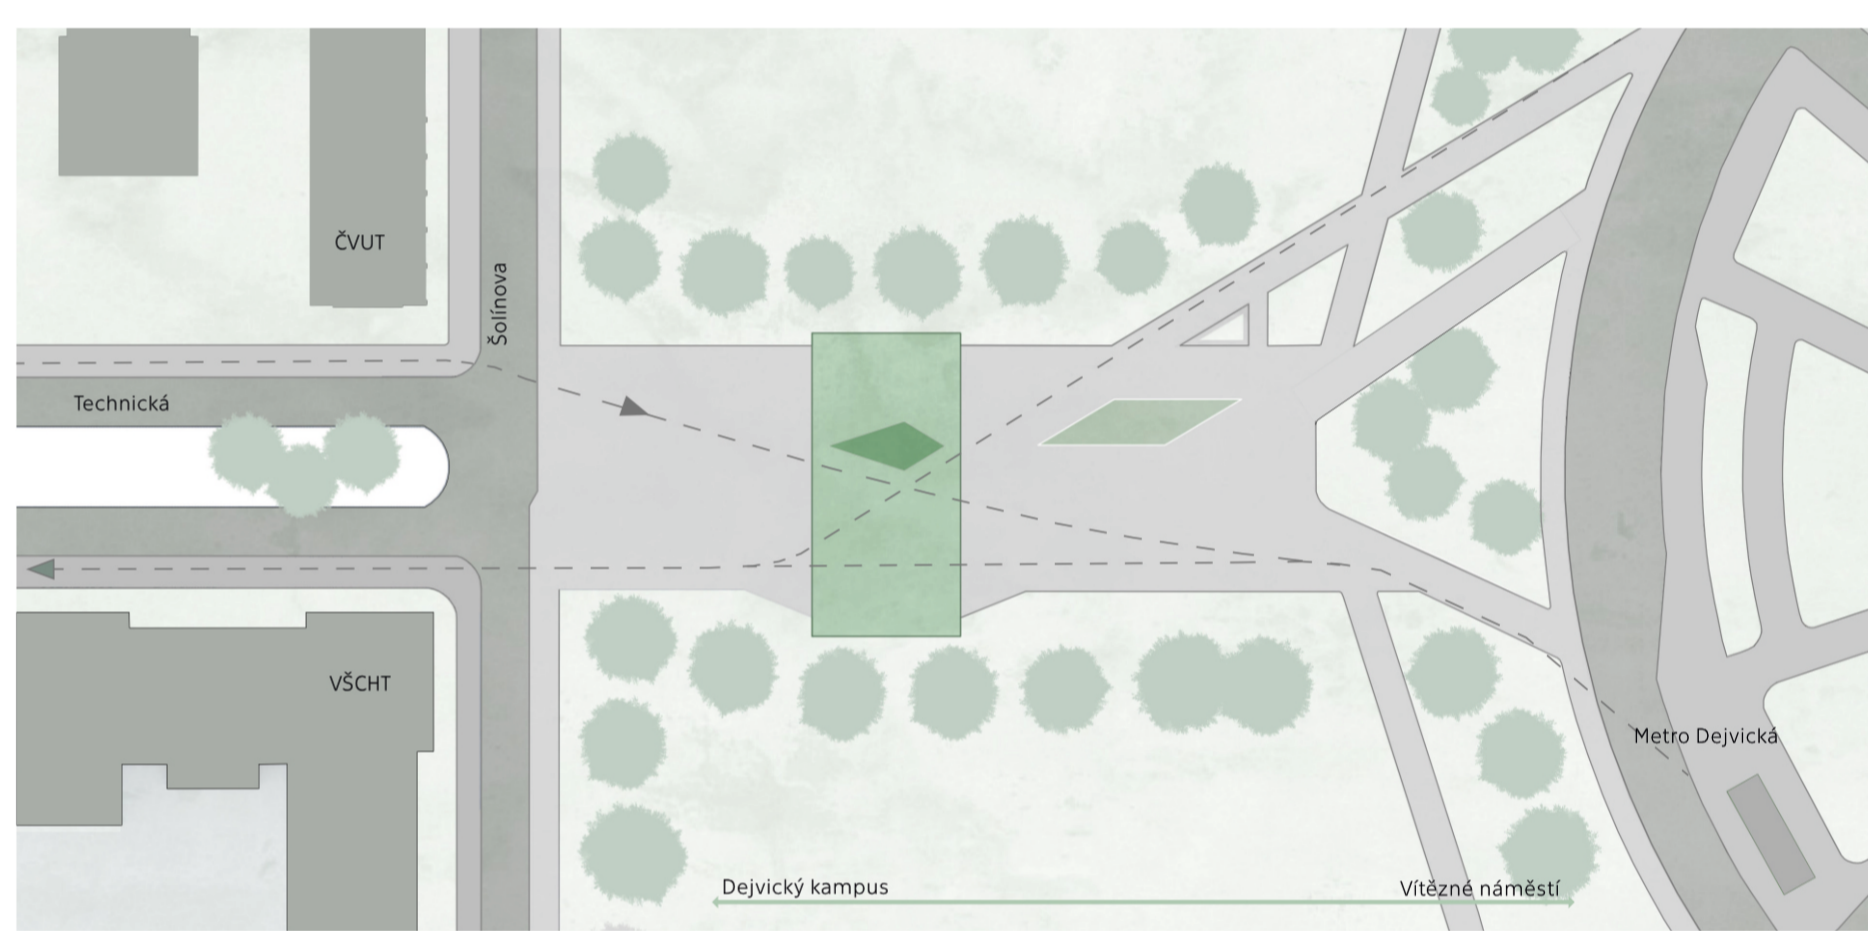 ČVUT
Šolínova
Technická
VŠCHT
Metro Dejvická
Dejvický kampus
Vítězné náměstí